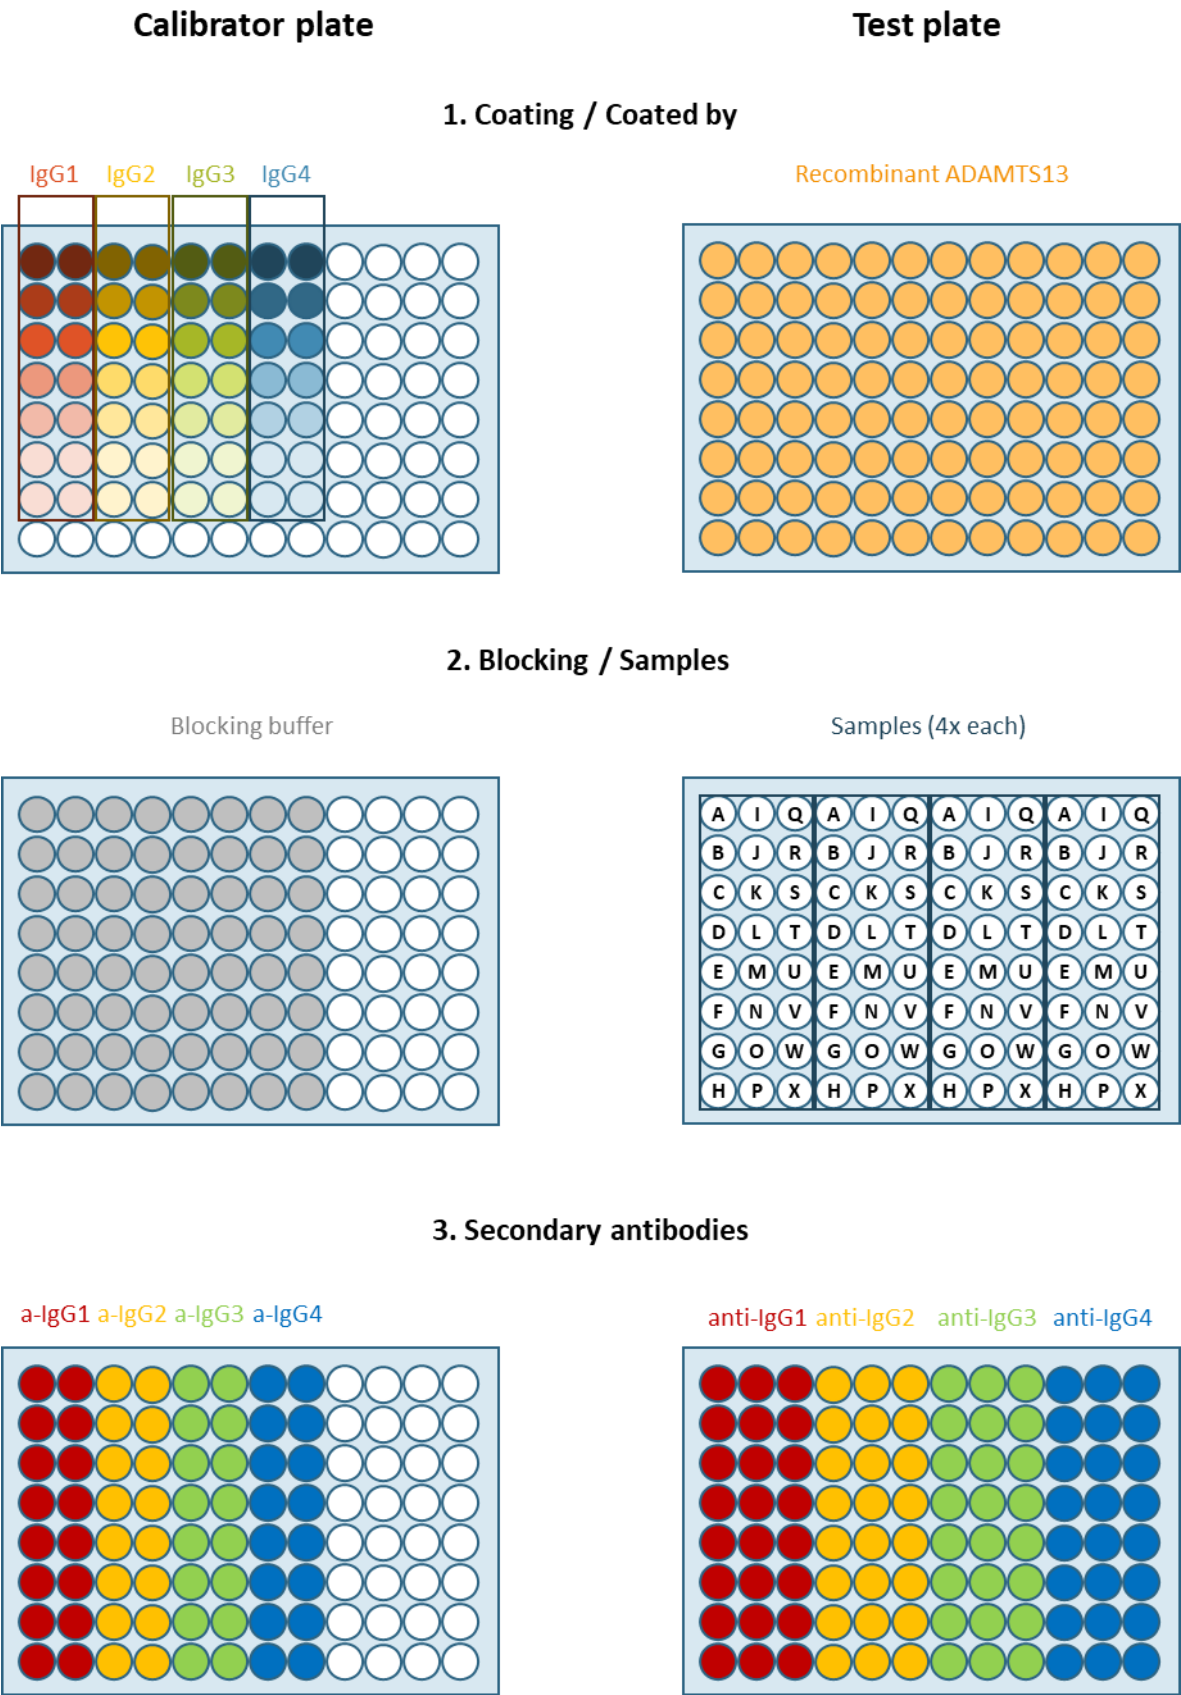 Calibrator plate Test plate
1. Coating / Coated by
IgG1 IgG2 IgG3 IgG4 Recombinant ADAMTS13
2. Blocking / Samples
Blocking buffer Samples (4x each)
A I Q A I Q A I Q A I Q
B J R B J R B J R B J R
C K S C K S C K S C K S
D L T D L T D L T D L T
E M U E M U E M U E M U
F N V F N V F N V F N V
G O W G O W G O W G O W
H P X H P X H P X H P X
3. Secondary antibodies
a-IgG1 a-IgG2 a-IgG3 a-IgG4 anti-IgG1 anti-IgG2 anti-IgG3 anti-IgG4